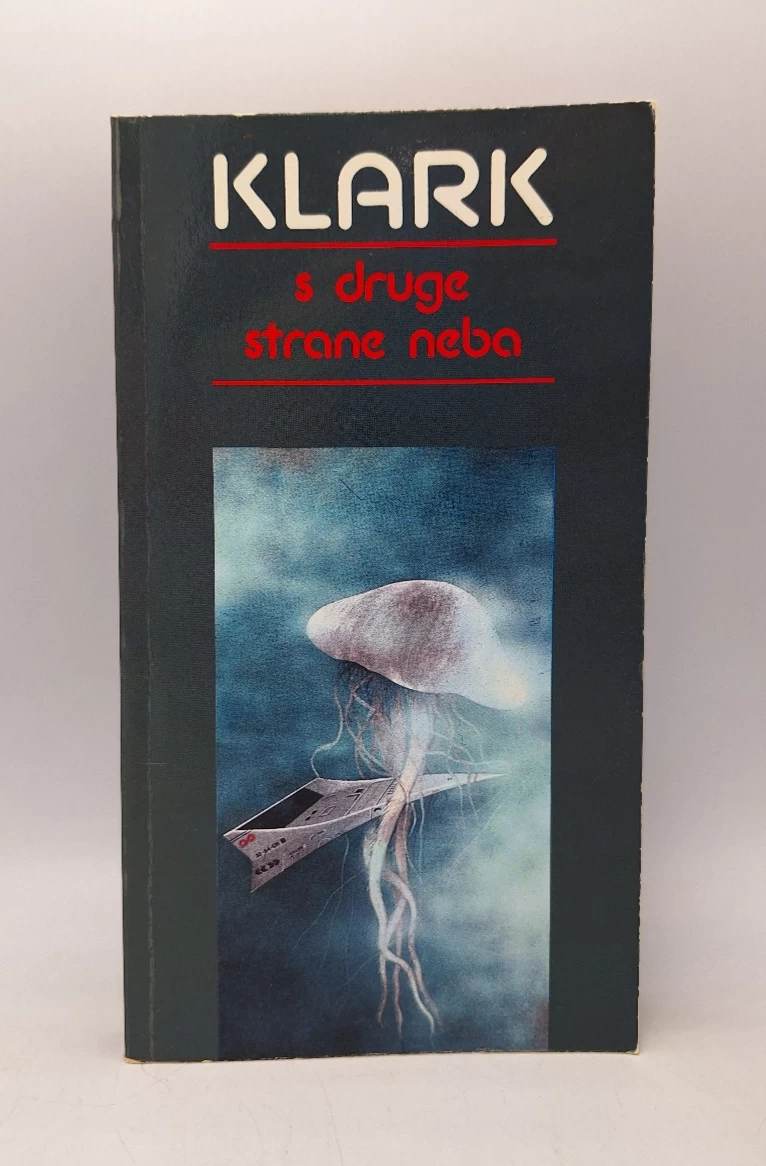 KLARK
s druge
strane neba